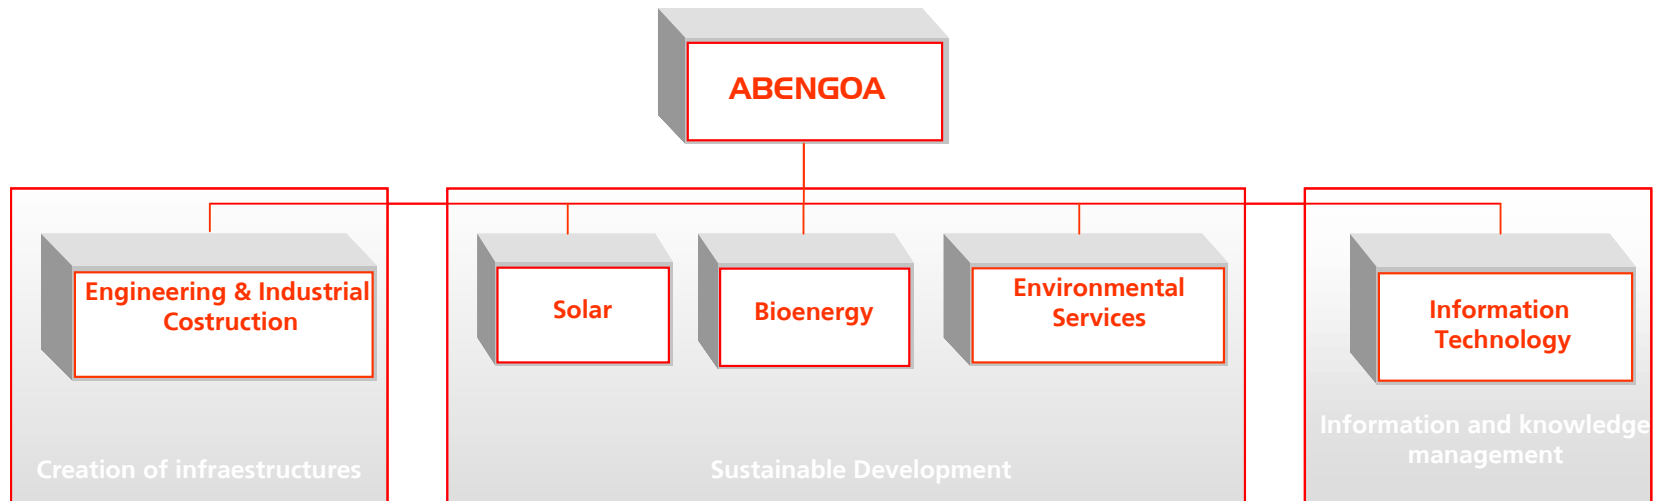 ABENGOA
Engineering & Industrial
Costruction
Solar
Bioenergy
Environmental
Services
Information
Technology
Creation of infraestructures
Sustainable Development
Information and knowledge
management